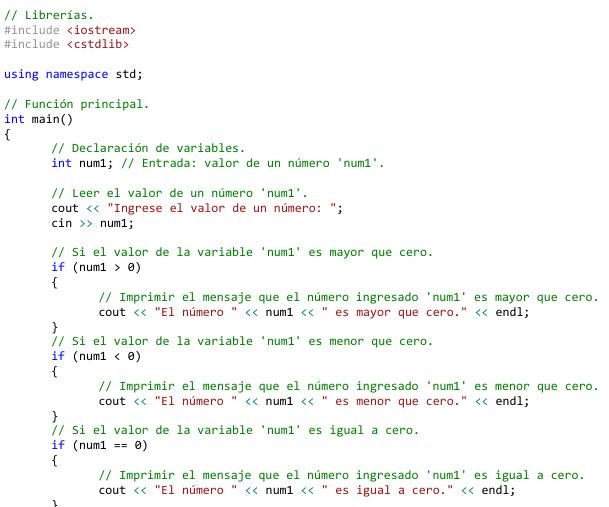 // Librerías.
#include <iostream>
#include <cstdlib>
using namespace std;
// Función principal.
int main()
{
// Declaración de variables.
int num1; // Entrada: valor de un número 'num1'.
// Leer el valor de un número 'num1'.
cout << "Ingrese el valor de un número: ";
cin >> num1;
// Si el valor de la variable 'num1' es mayor que cero.
if (num1 > 0)
{
// Imprimir el mensaje que el número ingresado 'num1' es mayor que cero.
cout << "El número " << num1 << " es mayor que cero." << endl;
}
// Si el valor de la variable 'num1' es menor que cero.
if (num1 < 0)
{
// Imprimir el mensaje que el número ingresado 'num1' es menor que cero.
cout << "El número " << num1 << " es menor que cero." << endl;
}
// Si el valor de la variable 'num1' es igual a cero.
if (num1 == 0)
{
// Imprimir el mensaje que el número ingresado 'num1' es igual a cero.
cout << "El número " << num1 << " es igual a cero." << endl;
}